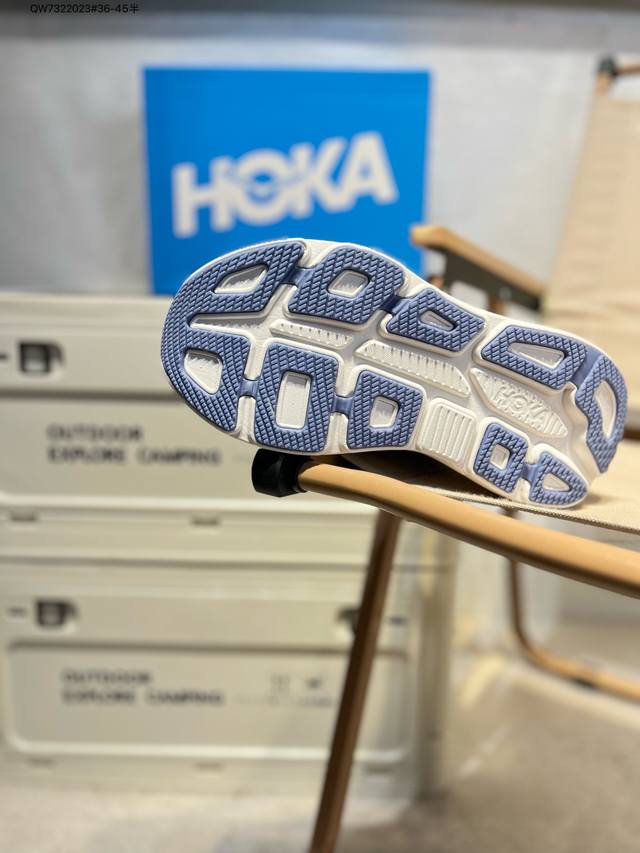 QW7322023#36-45半
HOKA
HOKA
OUTDOOR
EXPLORE CAMPING
OUTDOOR
EXPLORE CAMPING